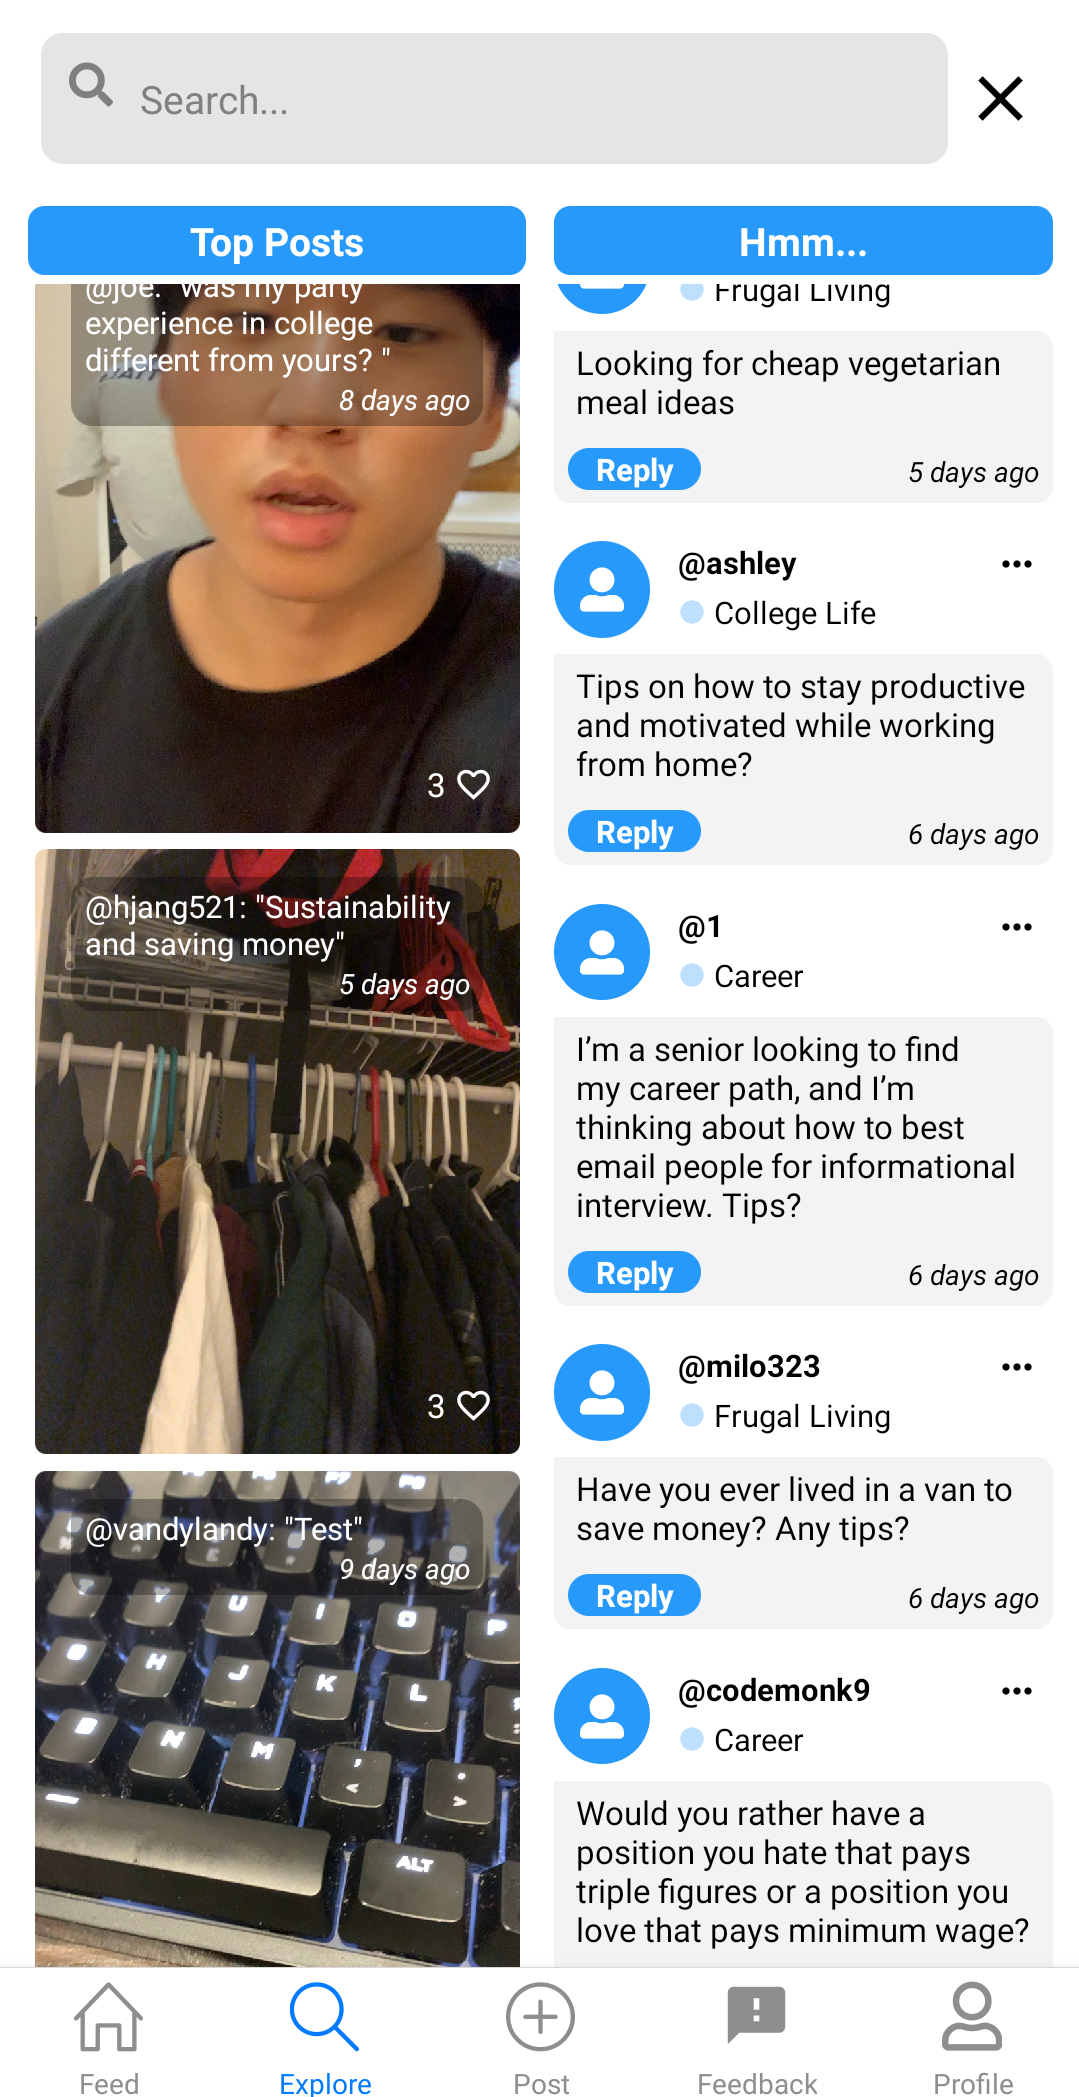 Search...
Top Posts
@joe: "was my party
experience in college
different from yours? "
8 days ago
3
@hjang521: "Sustainability
and saving money"
5 days ago
3
@vandylandy: "Test"
9 days ago
Y U I O P
H J K L
B N M , <
. >
ALT
Hmm...
Frugal Living
Looking for cheap vegetarian
meal ideas
Reply
5 days ago
@ashley
College Life
Tips on how to stay productive
and motivated while working
from home?
Reply
6 days ago
@1
Career
I’m a senior looking to find
my career path, and I’m
thinking about how to best
email people for informational
interview. Tips?
Reply
6 days ago
@milo323
Frugal Living
Have you ever lived in a van to
save money? Any tips?
Reply
6 days ago
@codemonk9
Career
Would you rather have a
position you hate that pays
triple figures or a position you
love that pays minimum wage?
Feed
Explore
Post
Feedback
Profile